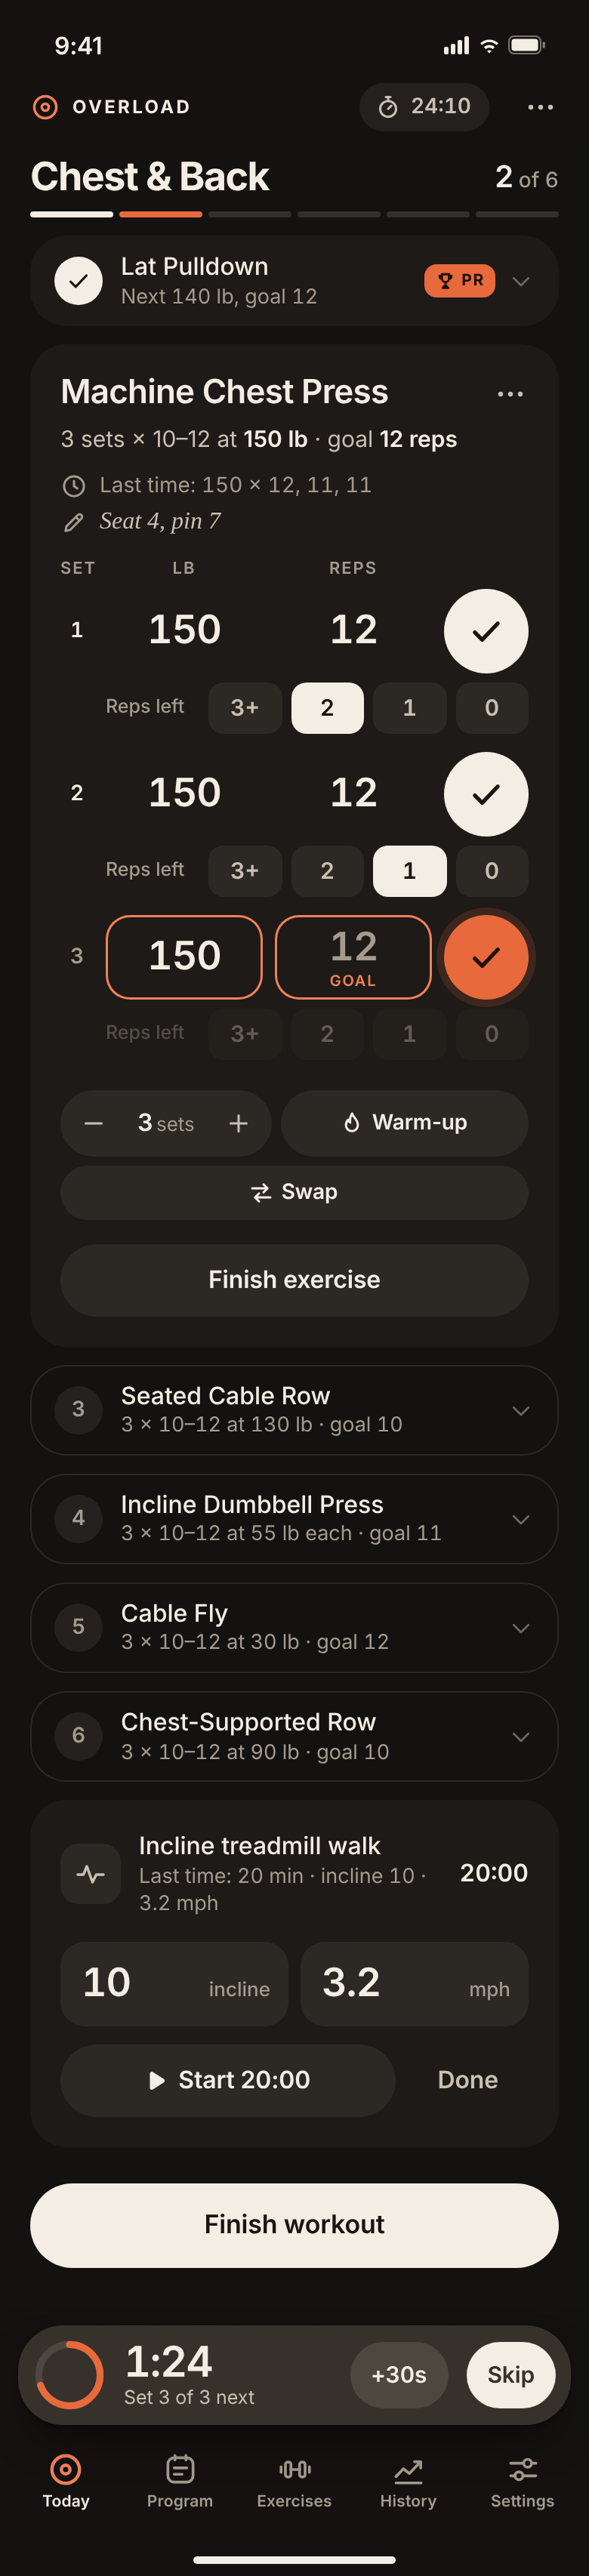 9:41
OVERLOAD
24:10
Chest & Back
2 of 6
Lat Pulldown
Next 140 lb, goal 12
PR
Machine Chest Press
3 sets × 10–12 at 150 lb · goal 12 reps
Last time: 150 × 12, 11, 11
Seat 4, pin 7
SET LB REPS
1 150 12
Reps left 3+ 2 1 0
2 150 12
Reps left 3+ 2 1 0
3 150 12
GOAL
Reps left 3+ 2 1 0
3 sets
Warm-up
Swap
Finish exercise
3
Seated Cable Row
3 × 10–12 at 130 lb · goal 10
4
Incline Dumbbell Press
3 × 10–12 at 55 lb each · goal 11
5
Cable Fly
3 × 10–12 at 30 lb · goal 12
6
Chest-Supported Row
3 × 10–12 at 90 lb · goal 10
Incline treadmill walk
Last time: 20 min · incline 10 ·
3.2 mph
20:00
10 incline
3.2 mph
Start 20:00
Done
Finish workout
1:24
Set 3 of 3 next
+30s
Skip
Today Program Exercises History Settings